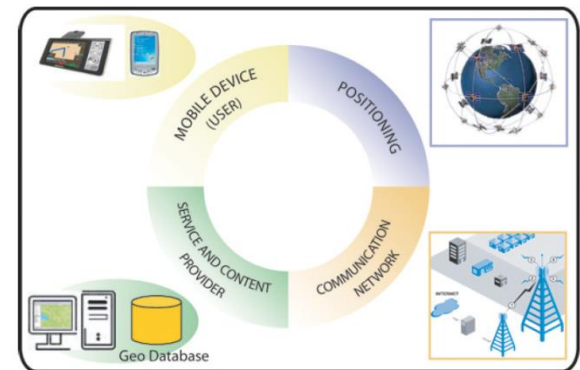 MOBILE DEVICE
(USER)
POSITIONING
SERVICE AND CONTENT
PROVIDER
COMMUNICATION
NETWORK
INTERNET
Geo Database